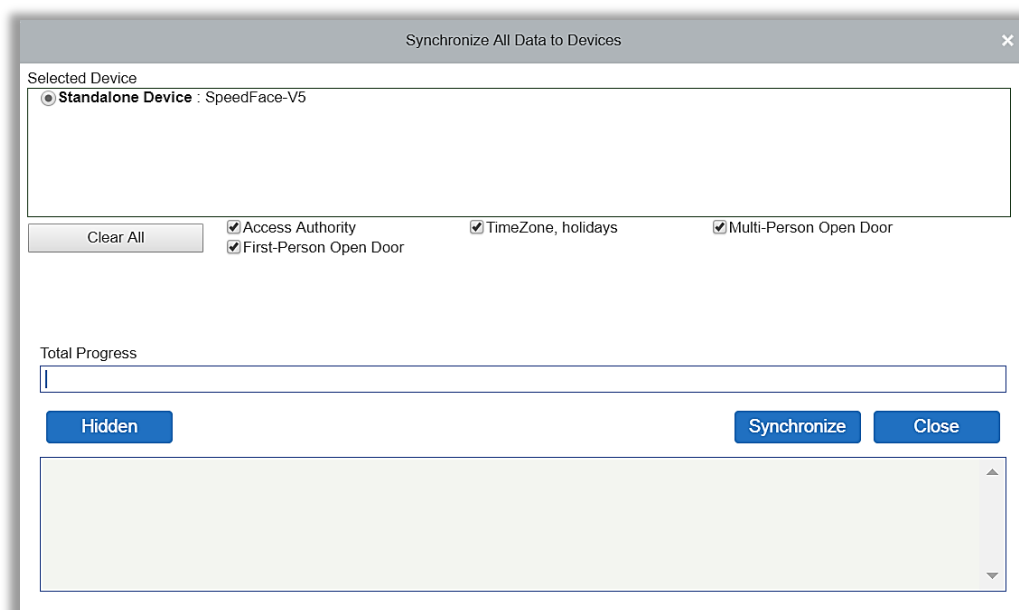 Synchronize All Data to Devices
Selected Device
Standalone Device : SpeedFace-V5
Clear All
Access Authority
TimeZone, holidays
Multi-Person Open Door
First-Person Open Door
Total Progress
Hidden
Synchronize
Close